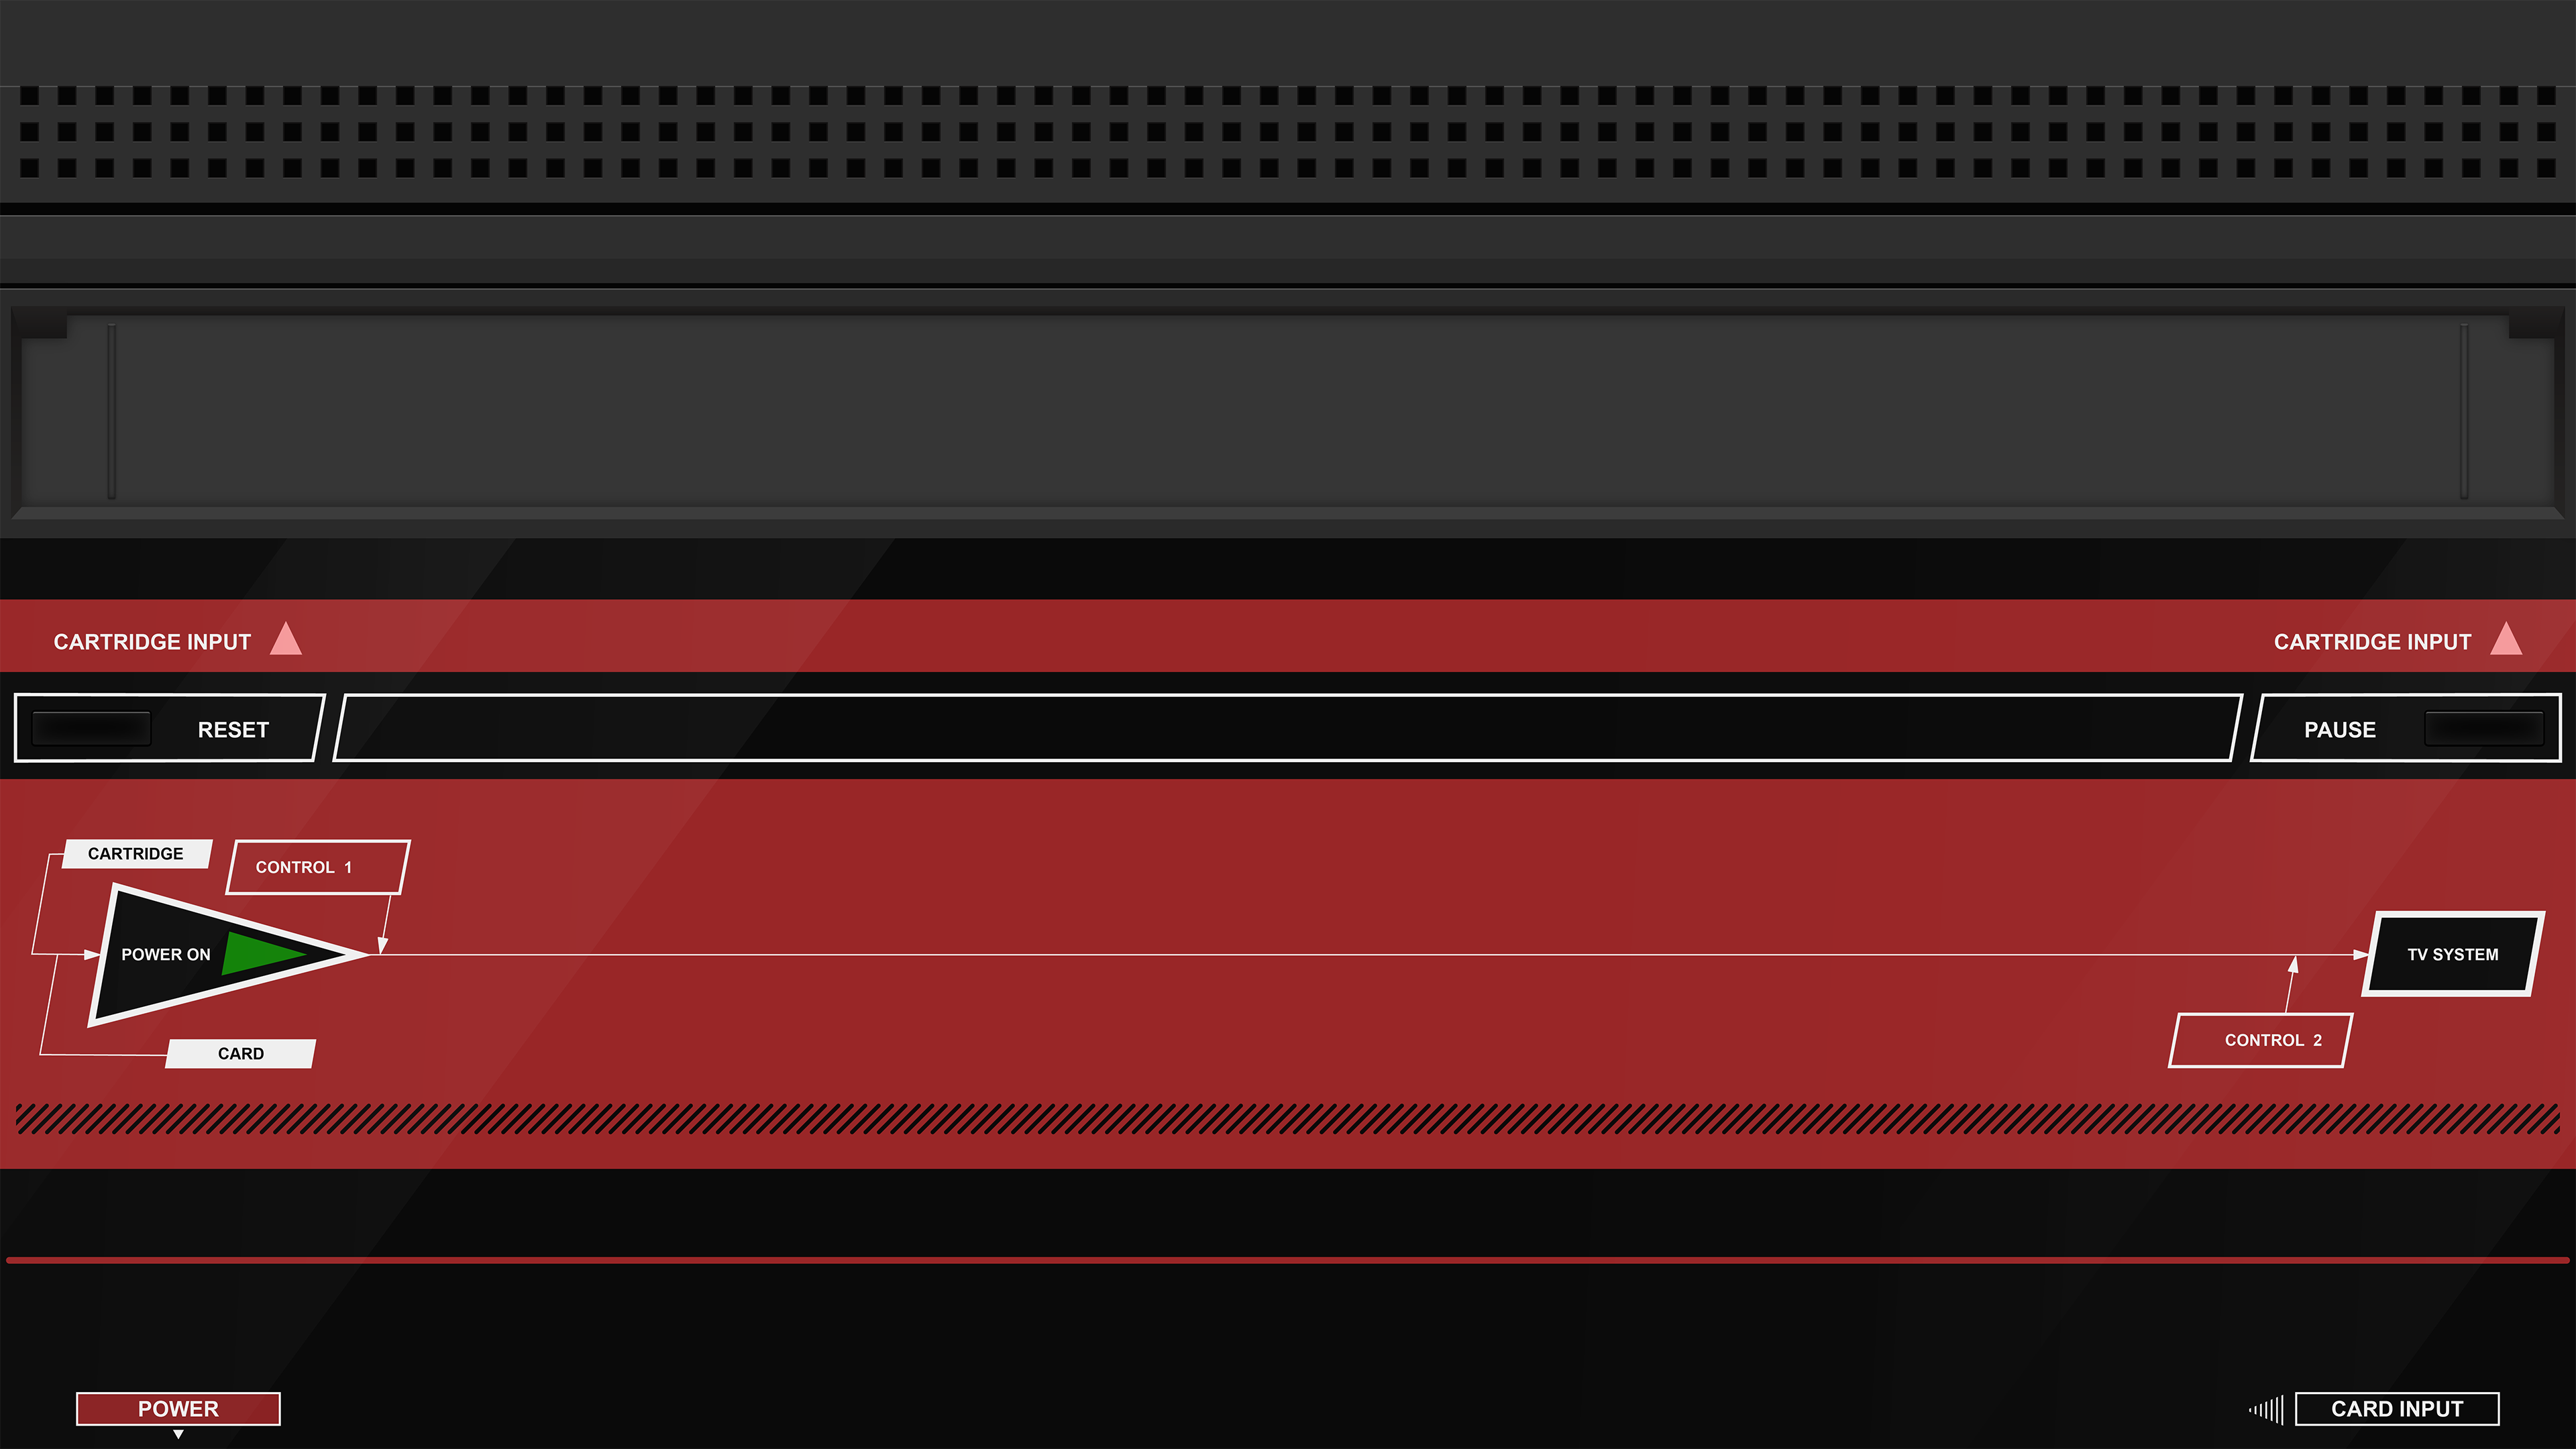 CARTRIDGE INPUT
CARTRIDGE INPUT
RESET
PAUSE
CARTRIDGE
CONTROL 1
POWER ON
TV SYSTEM
CONTROL 2
CARD
POWER
CARD INPUT